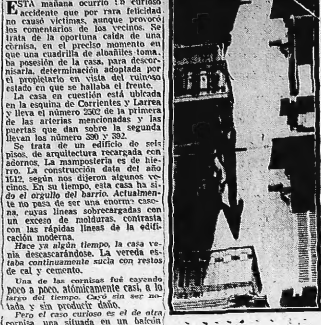 ESTA mañana ocurrió un curioso
accidente que por rara felicidad
no causó víctimas, aunque provocó
los comentarios de los vecinos. Se
trata de la oportuna caída de una
cornisa, en el preciso momento en
que una cuadrilla de albañiles toma-
ba posesión de la casa, para descor-
nisarla, determinación adoptada por
el propietario en vista del ruinoso
estado en que se hallaba el frente.
La casa en cuestión está ubicada
en la esquina de Corrientes y Larrea
y lleva el número 2502 de la primera
de las arterias mencionadas y las
puertas que dan sobre la segunda
llevan los números 390 y 392.
Se trata de un edificio de seis
pisos, de arquitectura recargada con
adornos. La mampostería es de hie-
rro. La construcción data del año
1912, según nos dijeron algunos ve-
cinos. En su tiempo, esta casa ha si-
do el orgullo del barrio. Actualmen-
te no pasa de ser una enorme caso-
na, cuyas líneas sobrecargadas con
un exceso de molduras, contrasta
con las rápidas líneas de la edifi-
cación moderna.
Hace ya algún tiempo, la casa ve-
nía descascarándose. La vereda es-
taba continuamente sucia con restos
de cal y cemento.
Una de las cornisas fué cayendo
poco a poco, atómicamente casi, a lo
largo del tiempo. Cayó sin ser no-
tada y sin producir daño.
Pero el caso curioso es el de otra
cornisa, una situada en un balcón